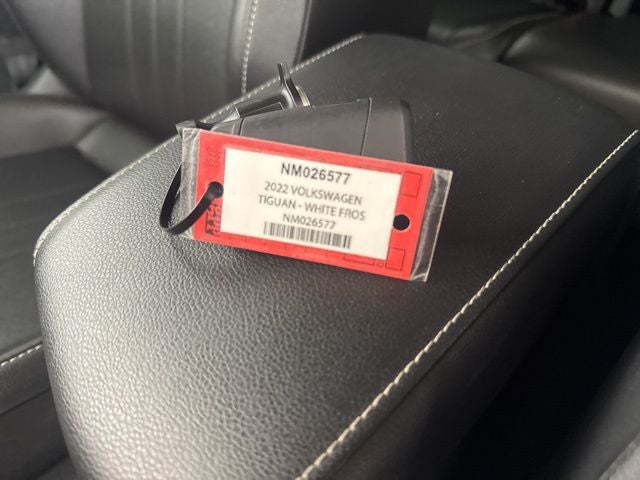 NM026577
2022 VOLKSWAGEN
TIGUAN - WHITE FROS
NM026577